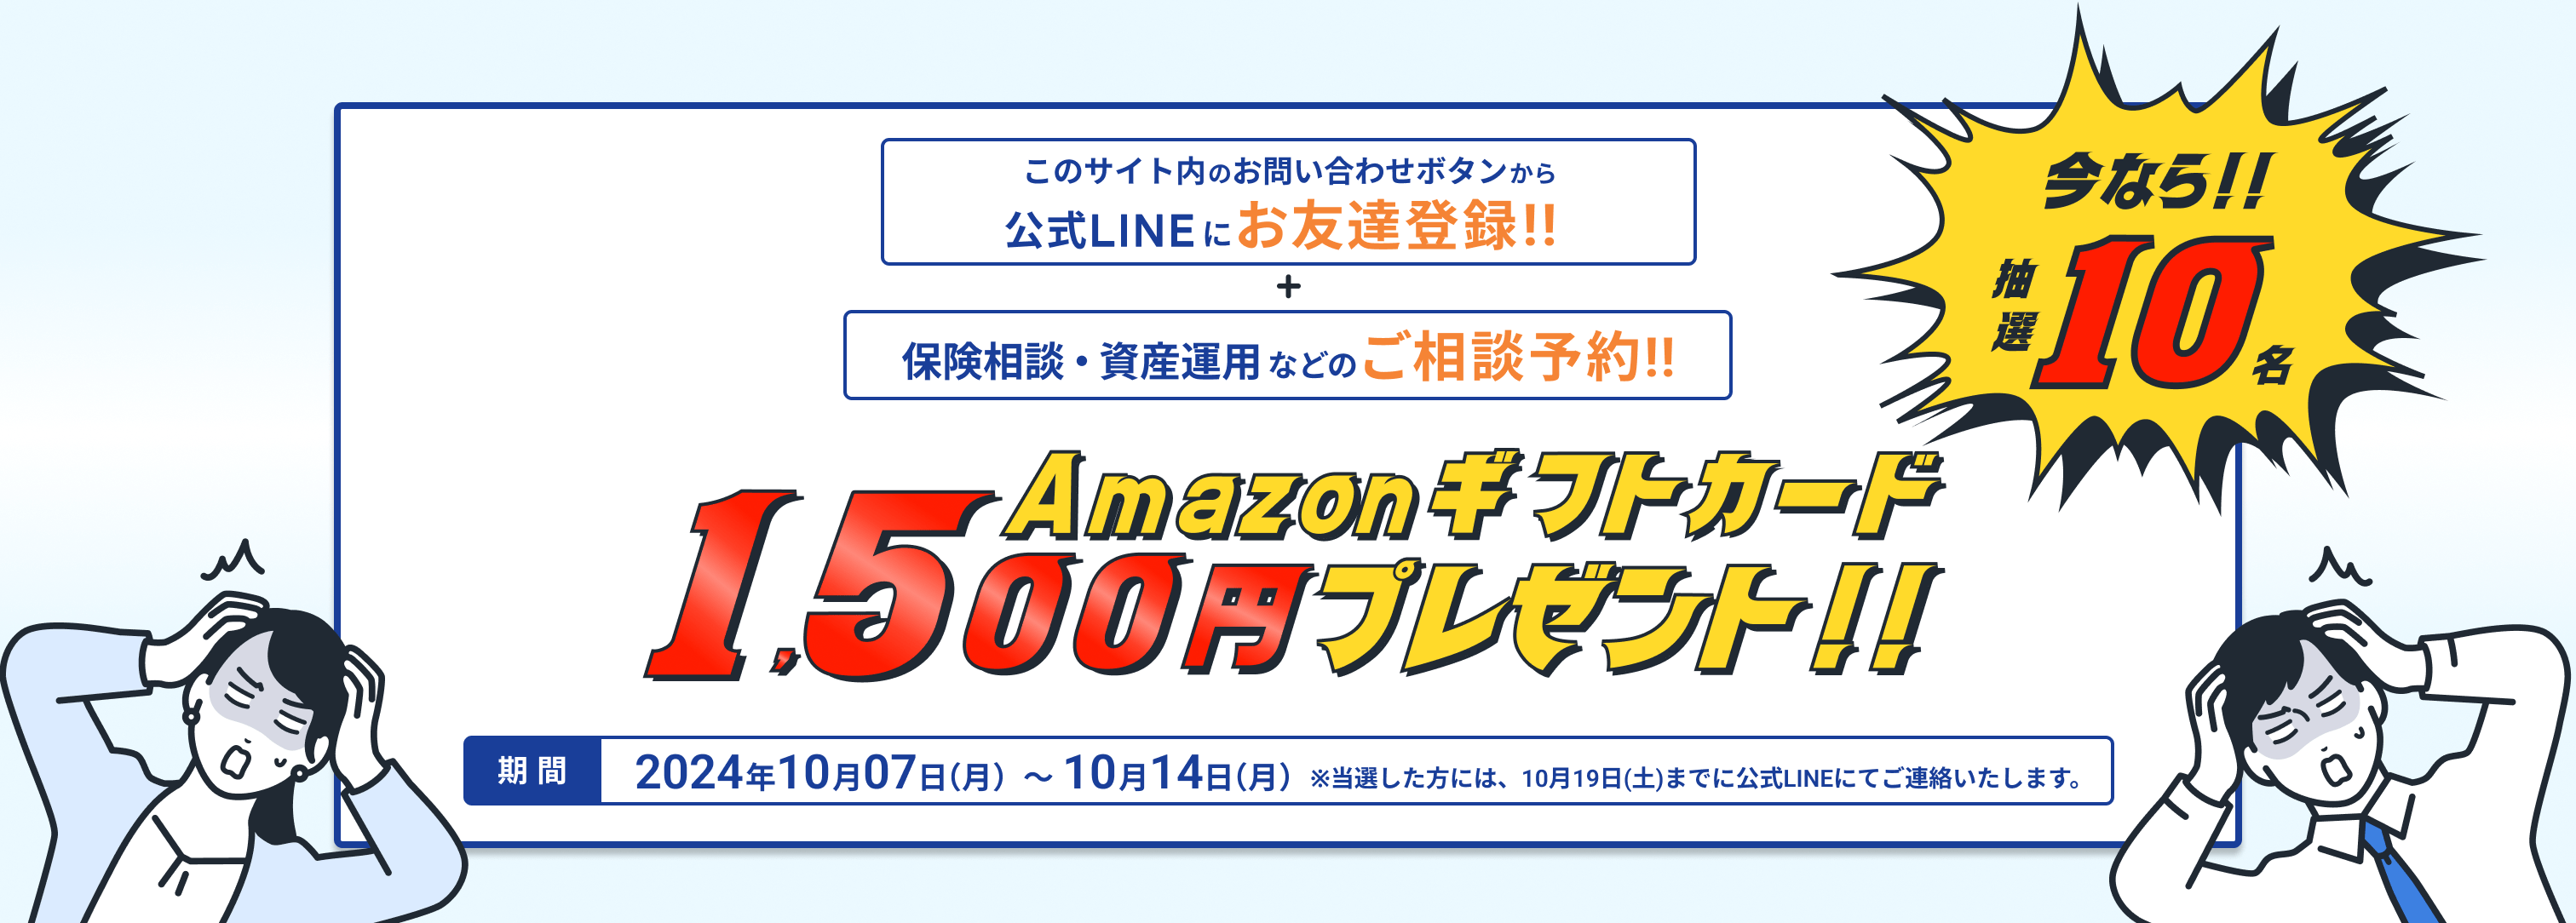 このサイト内のお問い合わせボタンから
公式LINEにお友達登録!!
+
保険相談・資産運用などのご相談予約!!
今なら!!
抽選10名
Amazonギフトカード
1,500円プレゼント!!
期間 2024年10月07日(月) ～ 10月14日(月) ※当選した方には、10月19日(土)までに公式LINEにてご連絡いたします。